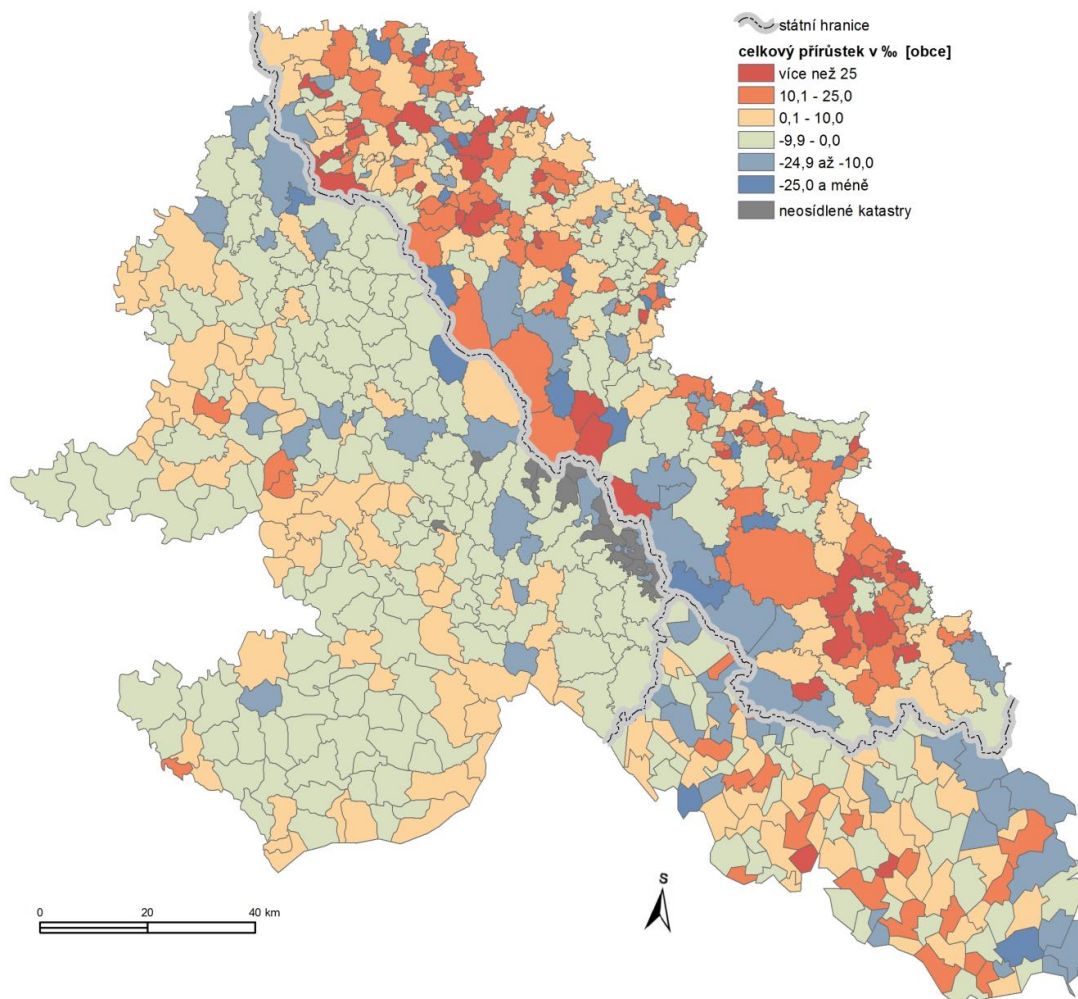 státní hranice
celkový přírůstek v ‰ [obce]
více než 25
10,1 - 25,0
0,1 - 10,0
-9,9 - 0,0
-24,9 až -10,0
-25,0 a méně
neosídlené katastry
S
0 20 40 km